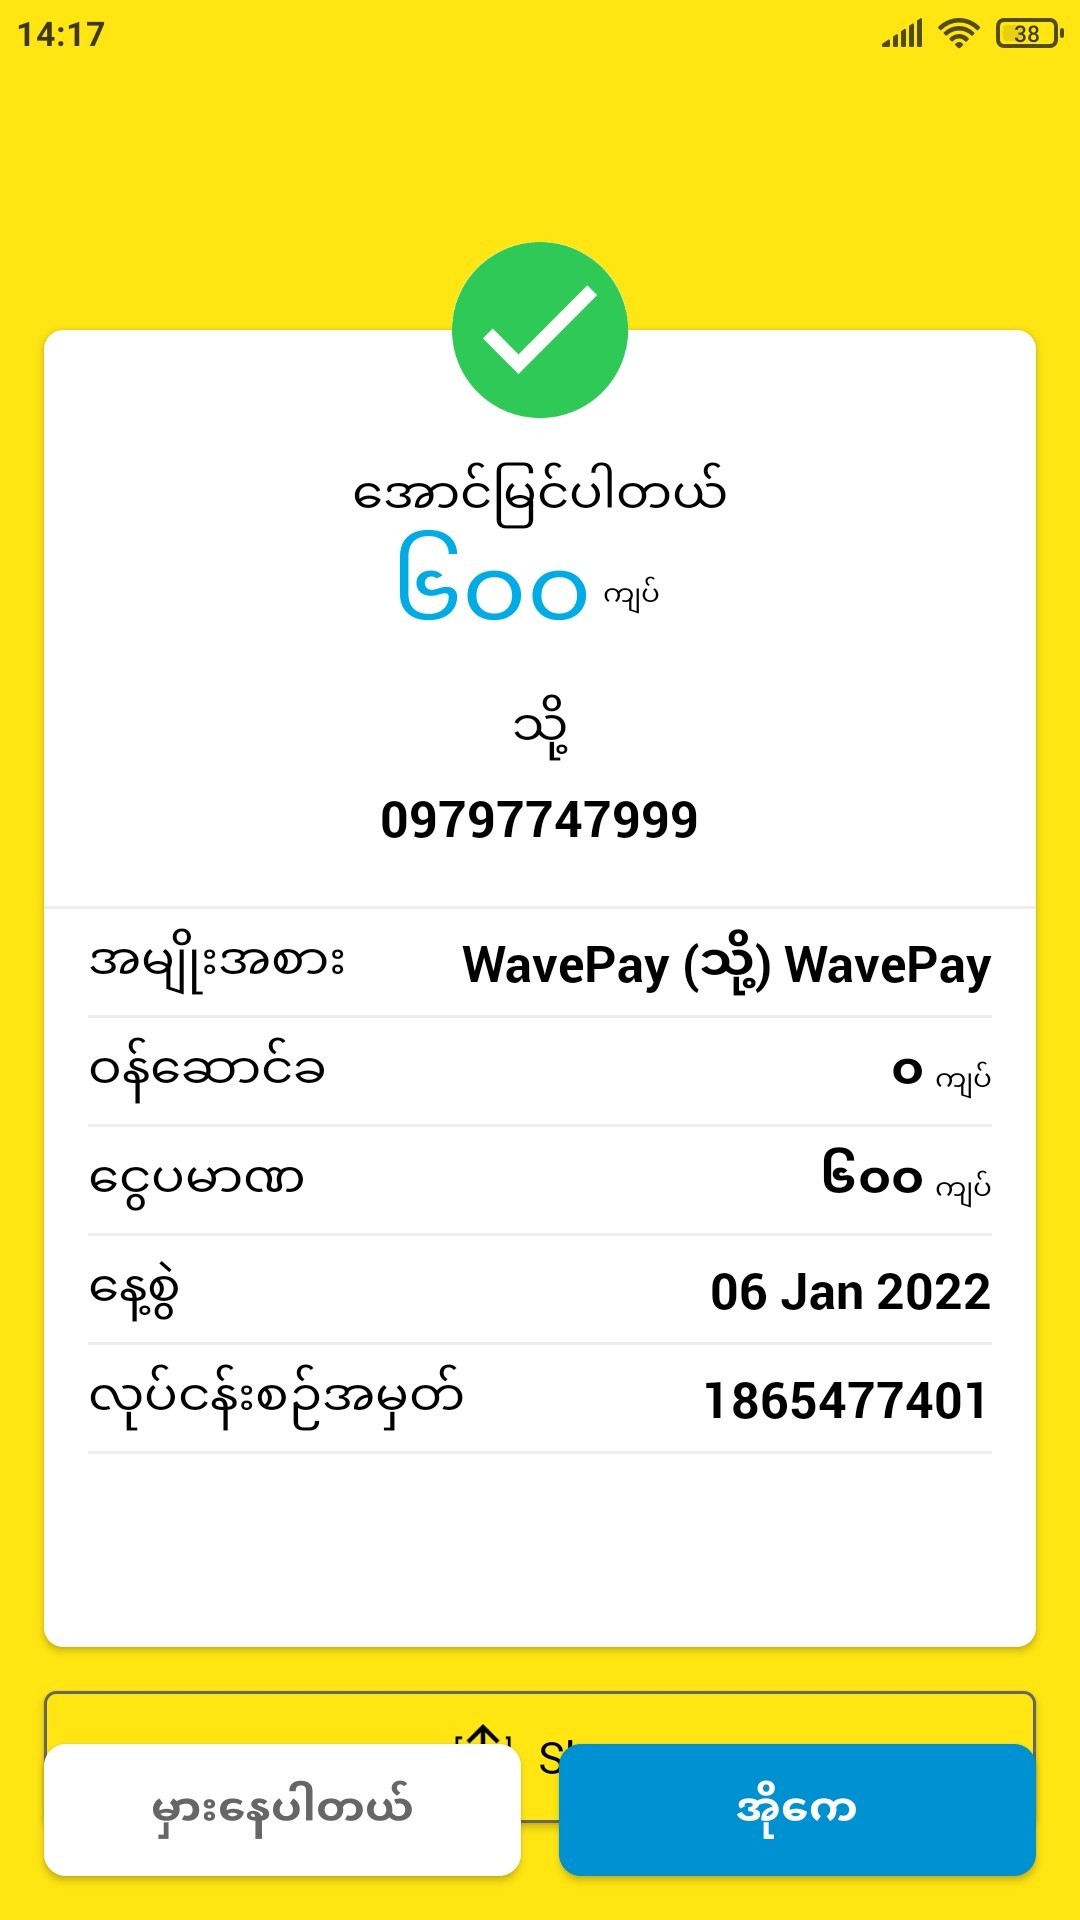 14:17
38
အောင်မြင်ပါတယ်
၆၀၀ ကျပ်
သို့
09797747999
အမျိုးအစား WavePay (သို့) WavePay
ဝန်ဆောင်ခ ၀ ကျပ်
ငွေပမာဏ ၆၀၀ ကျပ်
နေ့စွဲ 06 Jan 2022
လုပ်ငန်းစဉ်အမှတ် 1865477401
မှားနေပါတယ် အိုကေ